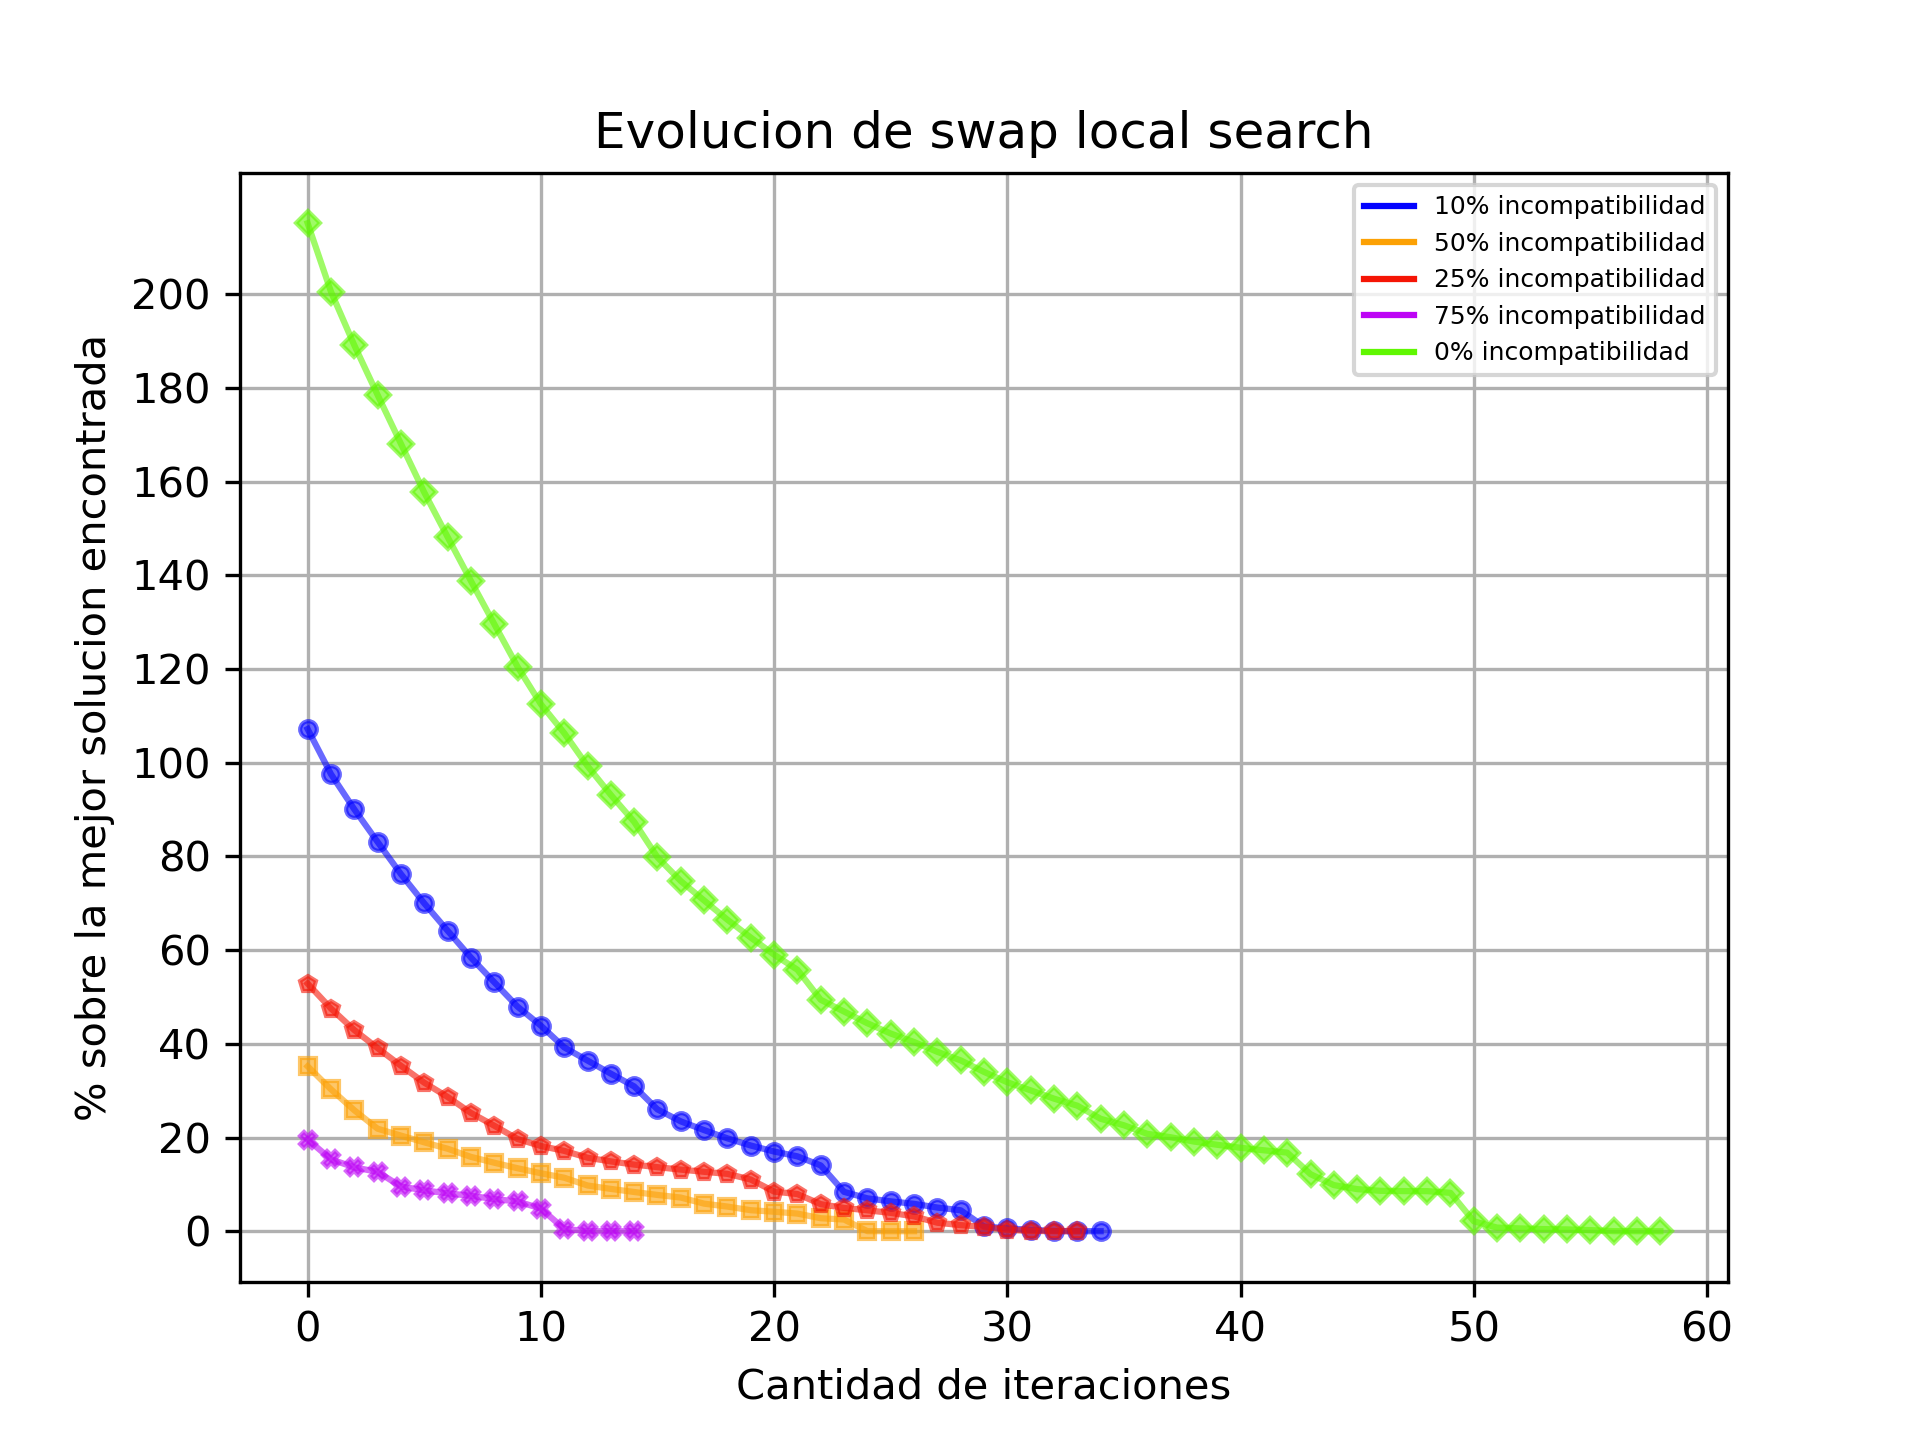 Evolucion de swap local search
10% incompatibilidad
50% incompatibilidad
25% incompatibilidad
75% incompatibilidad
0% incompatibilidad
% sobre la mejor solucion encontrada
200
180
160
140
120
100
80
60
40
20
0
0 10 20 30 40 50 60
Cantidad de iteraciones